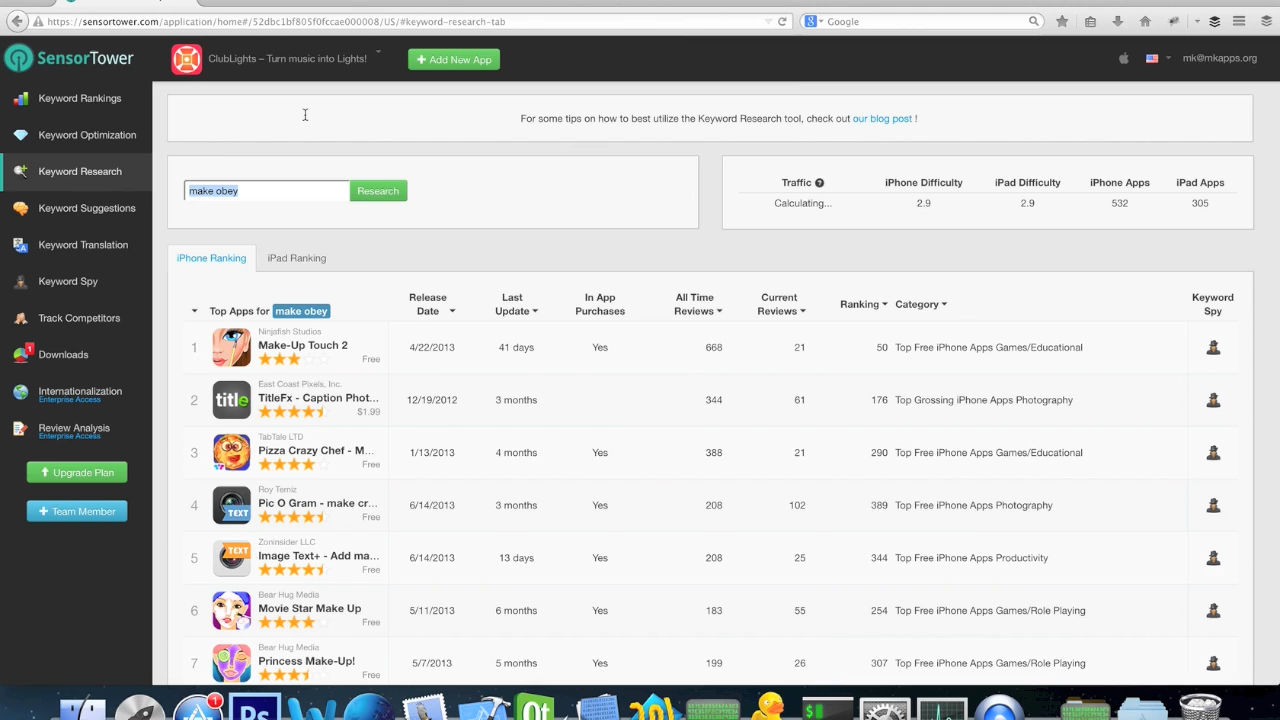 https://sensortower.com/application/home#/52dbc1bf805f0fccae000008/US/#keyword-research-tab
Google
SensorTower
ClubLights – Turn music into Lights!
+ Add New App
mk@mkapps.org
Keyword Rankings
Keyword Optimization
Keyword Research
Keyword Suggestions
Keyword Translation
Keyword Spy
Track Competitors
1
Downloads
Internationalization
Enterprise Access
Review Analysis
Enterprise Access
Upgrade Plan
+ Team Member
For some tips on how to best utilize the Keyword Research tool, check out our blog post !
make obey
Research
Traffic ? iPhone Difficulty iPad Difficulty iPhone Apps iPad Apps
Calculating... 2.9 2.9 532 305
iPhone Ranking iPad Ranking
Top Apps for make obey
Release Date
Last Update
In App Purchases
All Time Reviews
Current Reviews
Ranking
Category
Keyword Spy
Ninjafish Studios
1 Make-Up Touch 2 4/22/2013 41 days Yes 668 21 50 Top Free iPhone Apps Games/Educational
Free
East Coast Pixels, Inc.
2 title TitleFx - Caption Phot... 12/19/2012 3 months 344 61 176 Top Grossing iPhone Apps Photography
$1.99
TabTale LTD
3 Pizza Crazy Chef - M... 1/13/2013 4 months Yes 388 21 290 Top Free iPhone Apps Games/Educational
Free
Roy Temiz
4 TEXT Pic O Gram - make cr... 6/14/2013 3 months Yes 208 102 389 Top Free iPhone Apps Photography
Free
Zoninsider LLC
5 TEXT Image Text+ - Add ma... 6/14/2013 13 days Yes 208 25 344 Top Free iPhone Apps Productivity
Free
Bear Hug Media
6 Movie Star Make Up 5/11/2013 6 months Yes 183 55 254 Top Free iPhone Apps Games/Role Playing
Free
Bear Hug Media
7 Princess Make-Up! 5/7/2013 5 months Yes 199 26 307 Top Free iPhone Apps Games/Role Playing
Free
1
Ps
Qt
$